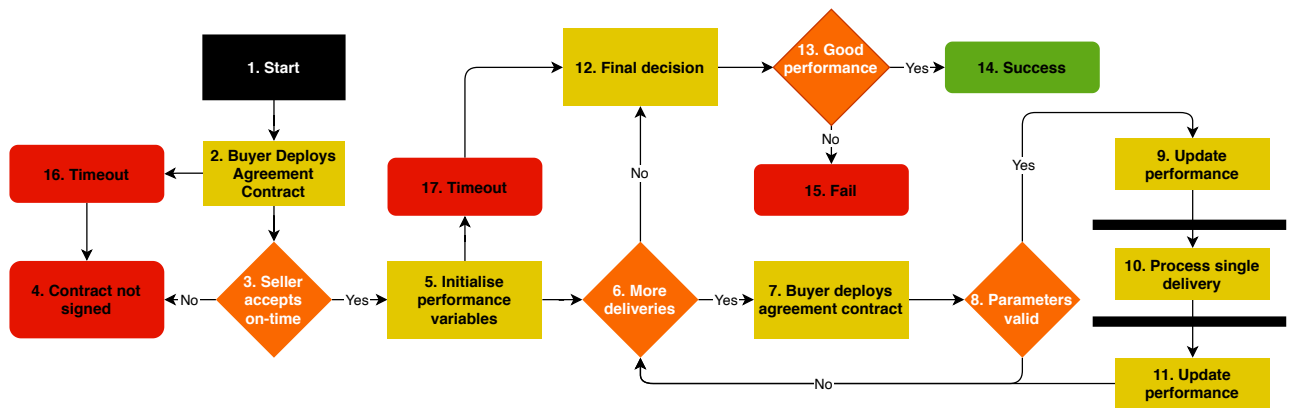 1. Start
2. Buyer Deploys
Agreement
Contract
16. Timeout
4. Contract not
signed
No
3. Seller
accepts
on-time
Yes
5. Initialise
performance
variables
17. Timeout
12. Final decision
No
6. More
deliveries
Yes
7. Buyer deploys
agreement contract
13. Good
performance
Yes
14. Success
No
15. Fail
8. Parameters
valid
Yes
No
9. Update
performance
10. Process single
delivery
11. Update
performance